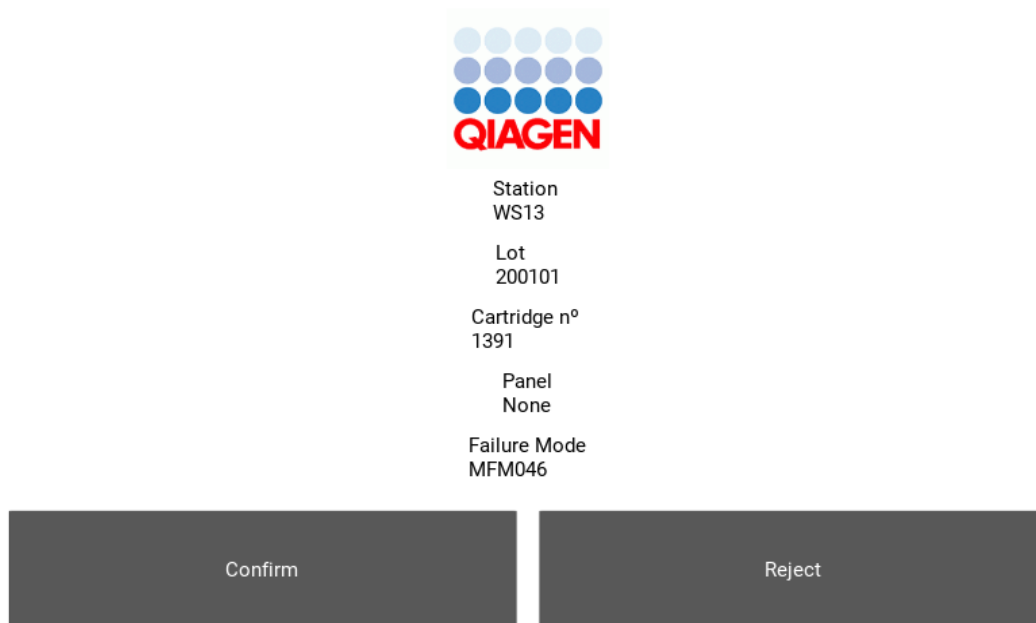 QIAGEN
Station
WS13
Lot
200101
Cartridge nº
1391
Panel
None
Failure Mode
MFM046
Confirm
Reject